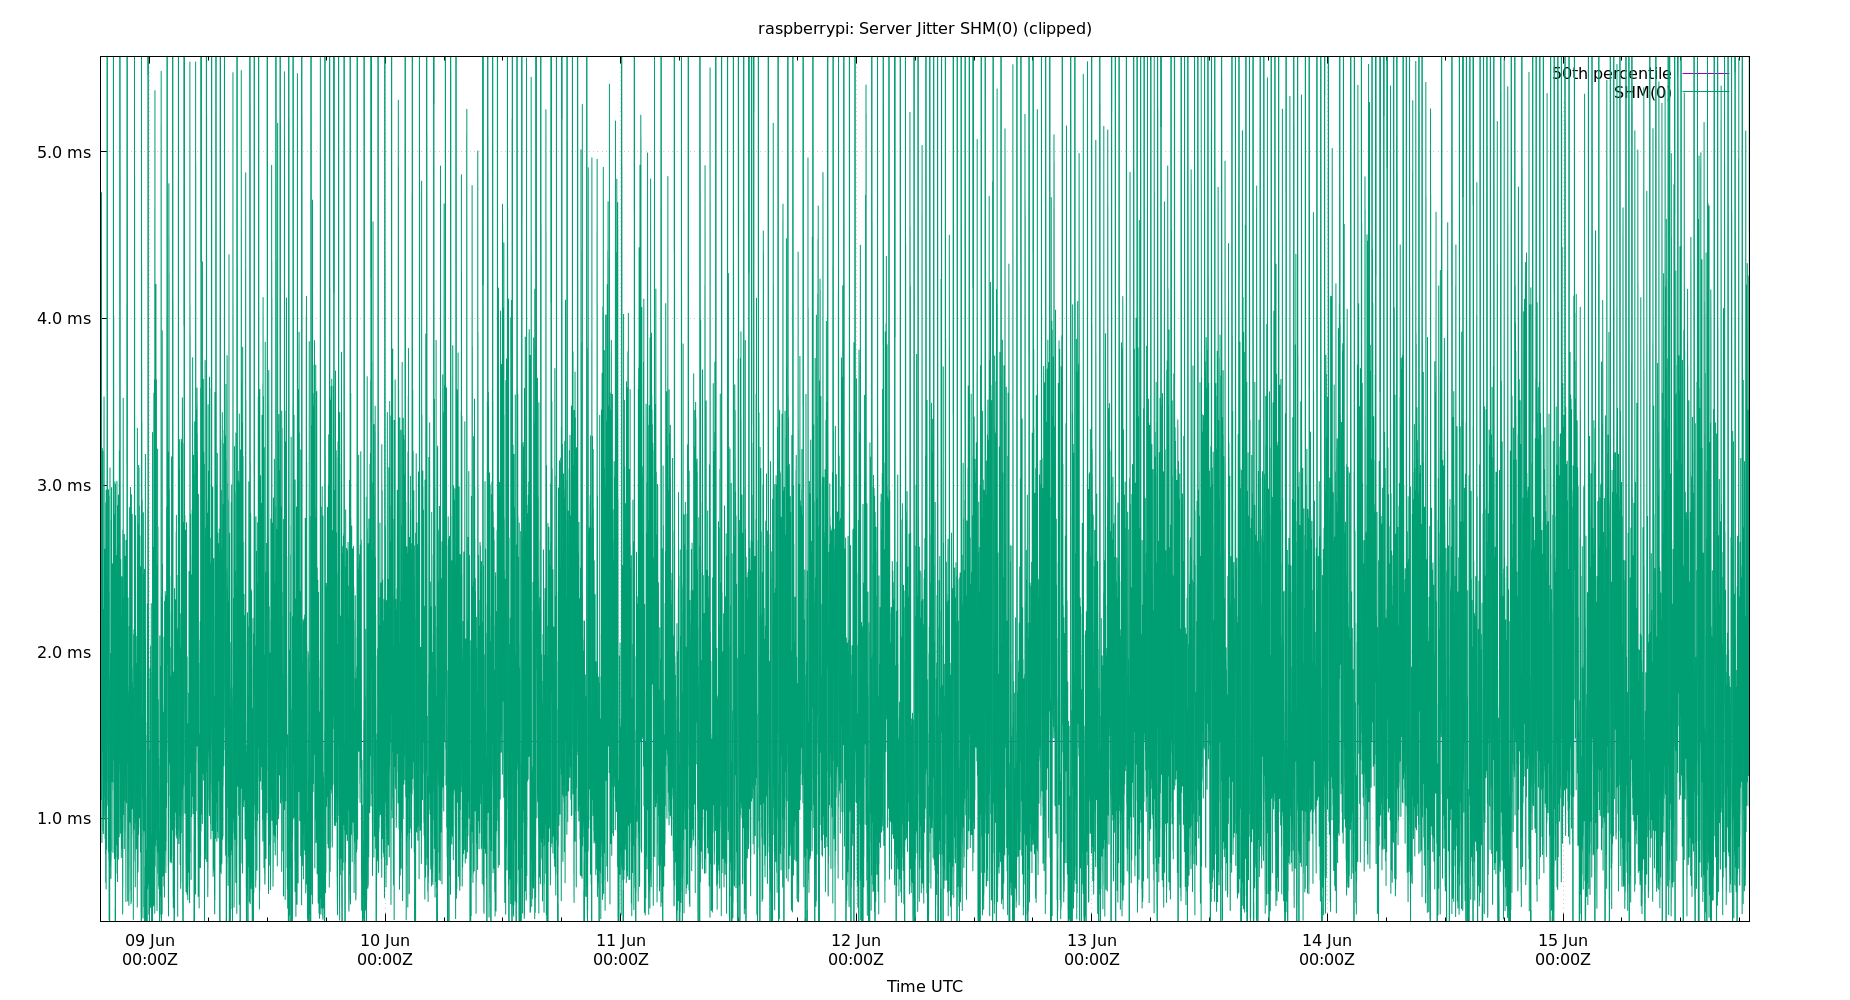 raspberrypi: Server Jitter SHM(0) (clipped)
50th percentile
SHM(0)
5.0 ms
4.0 ms
3.0 ms
2.0 ms
1.0 ms
09 Jun 10 Jun 11 Jun 12 Jun 13 Jun 14 Jun 15 Jun
00:00Z 00:00Z 00:00Z 00:00Z 00:00Z 00:00Z 00:00Z
Time UTC